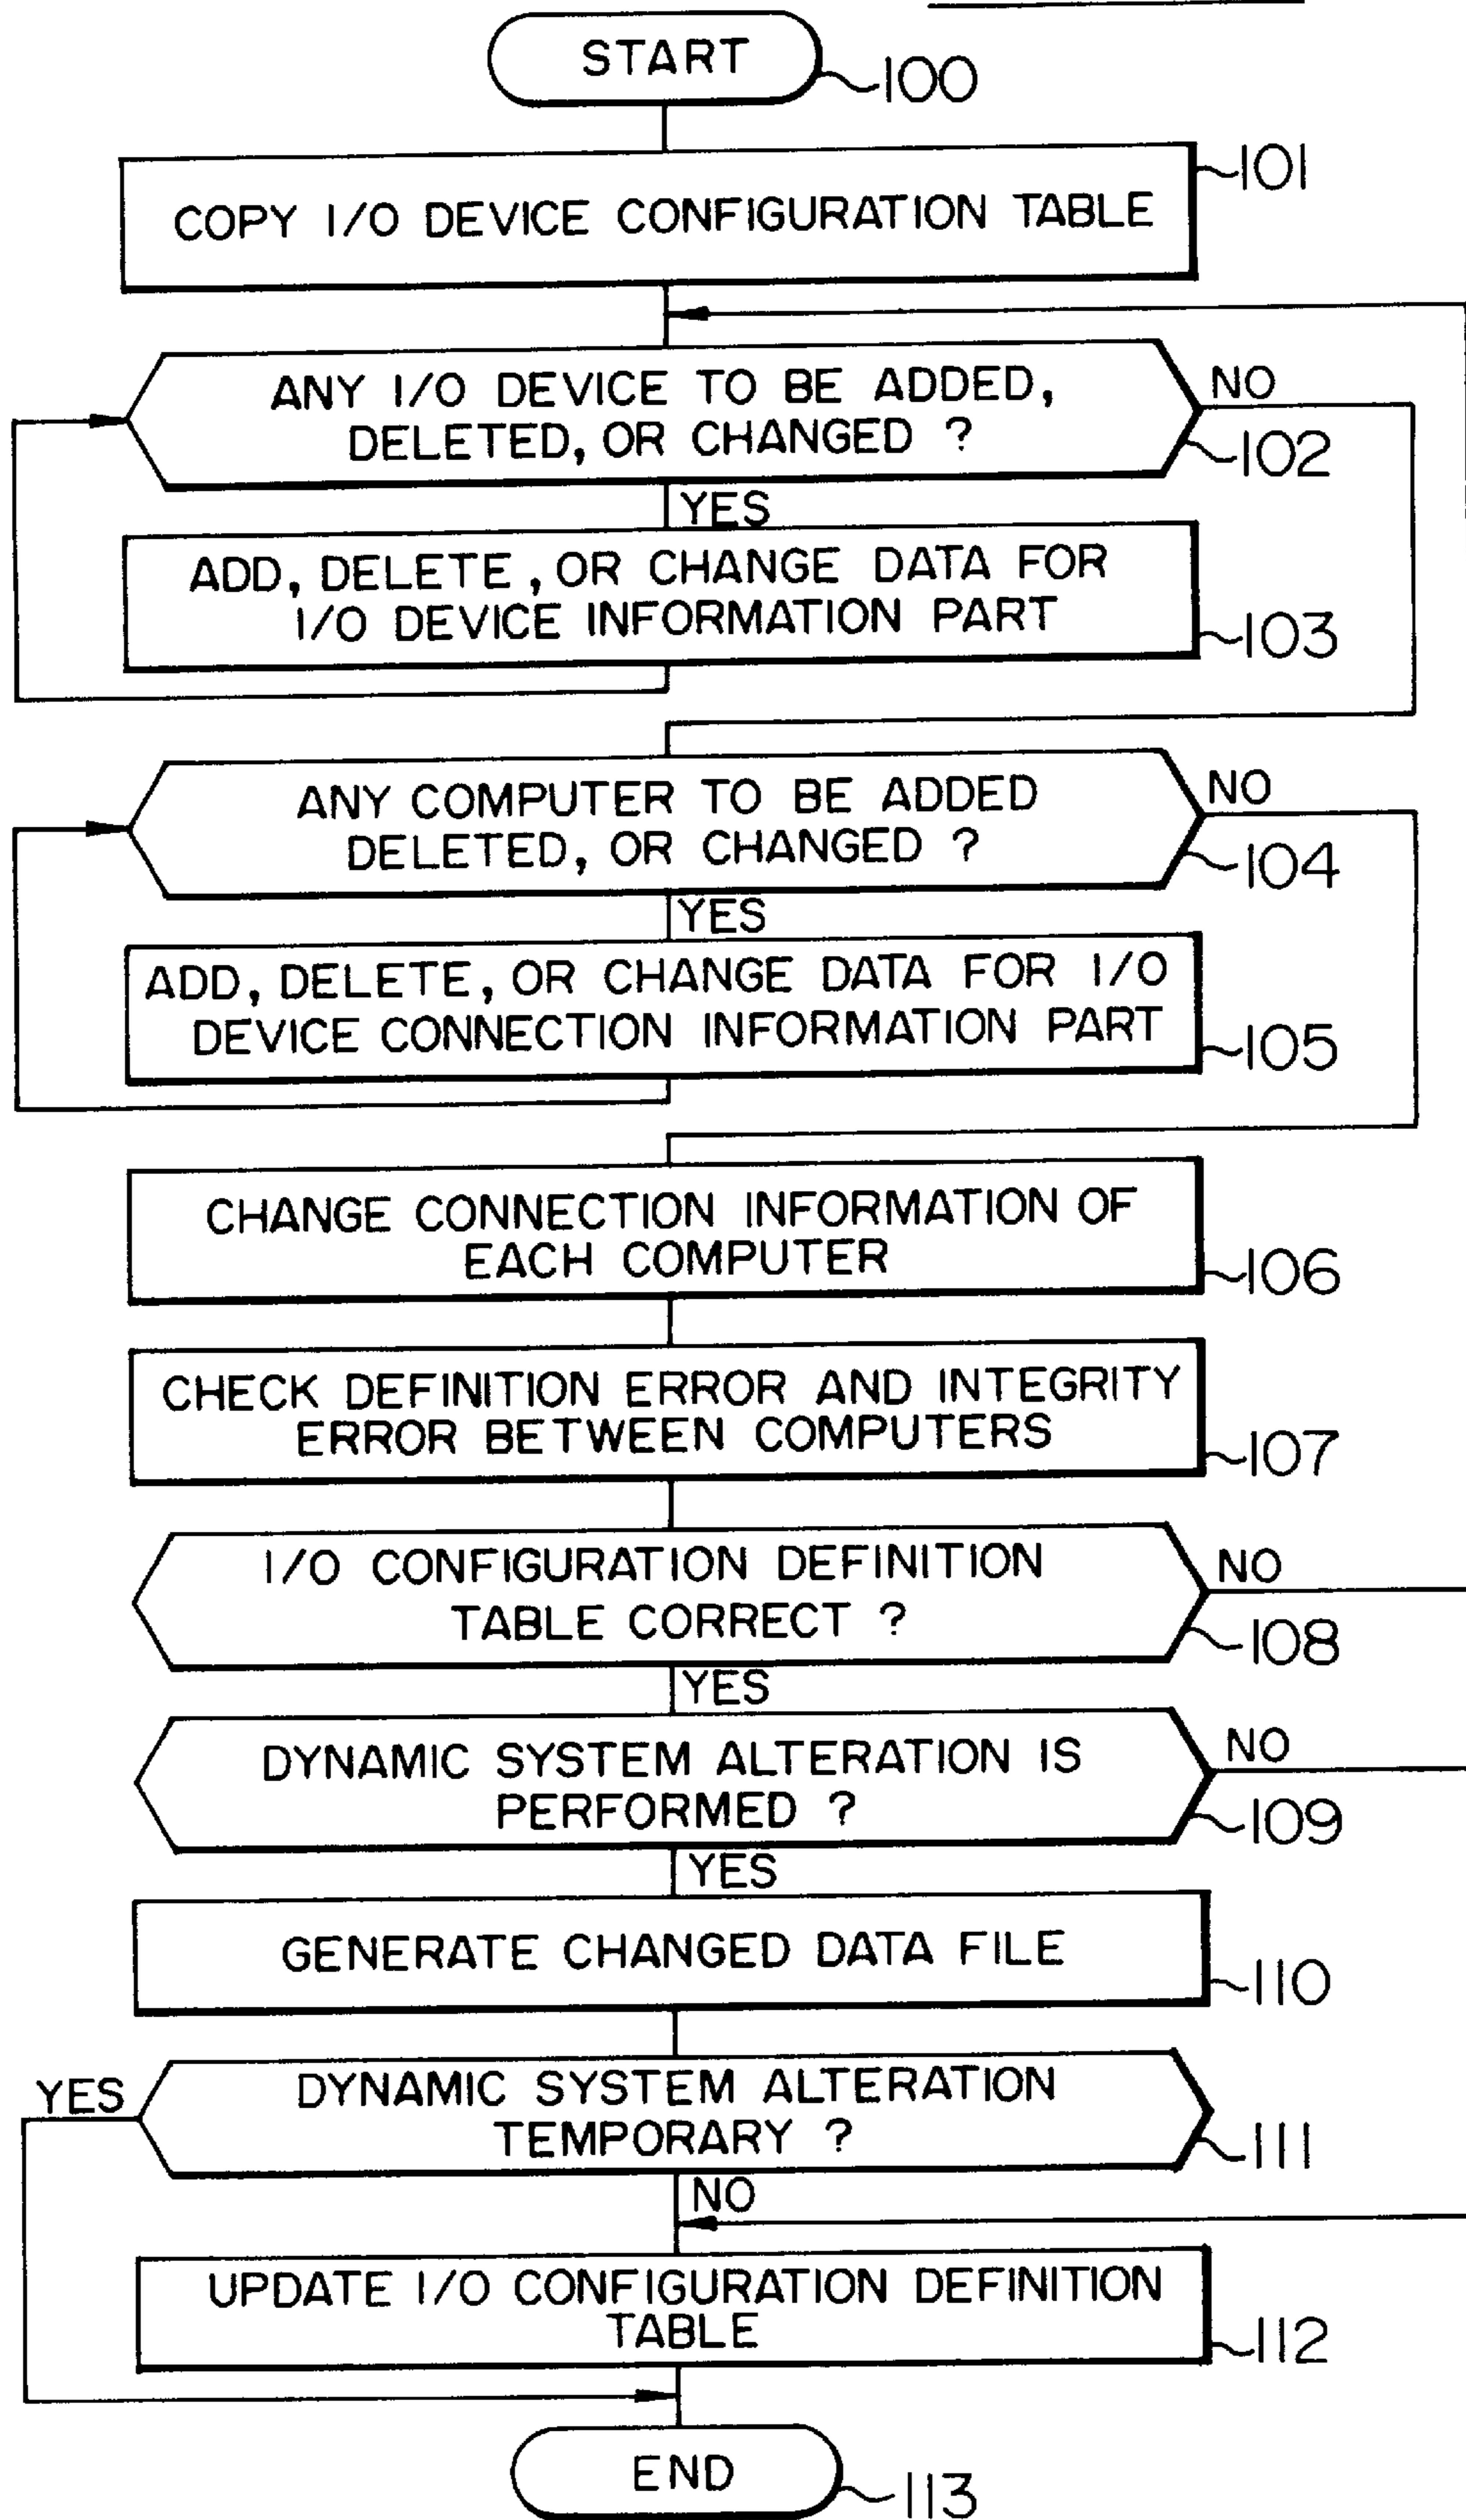 START
100
101
COPY I/O DEVICE CONFIGURATION TABLE
ANY I/O DEVICE TO BE ADDED,
DELETED, OR CHANGED ?
NO
102
YES
ADD, DELETE, OR CHANGE DATA FOR
I/O DEVICE INFORMATION PART
103
ANY COMPUTER TO BE ADDED
DELETED, OR CHANGED ?
NO
104
YES
ADD, DELETE, OR CHANGE DATA FOR I/O
DEVICE CONNECTION INFORMATION PART
105
CHANGE CONNECTION INFORMATION OF
EACH COMPUTER
106
CHECK DEFINITION ERROR AND INTEGRITY
ERROR BETWEEN COMPUTERS
107
I/O CONFIGURATION DEFINITION
TABLE CORRECT ?
NO
108
YES
DYNAMIC SYSTEM ALTERATION IS
PERFORMED ?
NO
109
YES
GENERATE CHANGED DATA FILE
110
YES
DYNAMIC SYSTEM ALTERATION
TEMPORARY ?
111
NO
UPDATE I/O CONFIGURATION DEFINITION
TABLE
112
END
113